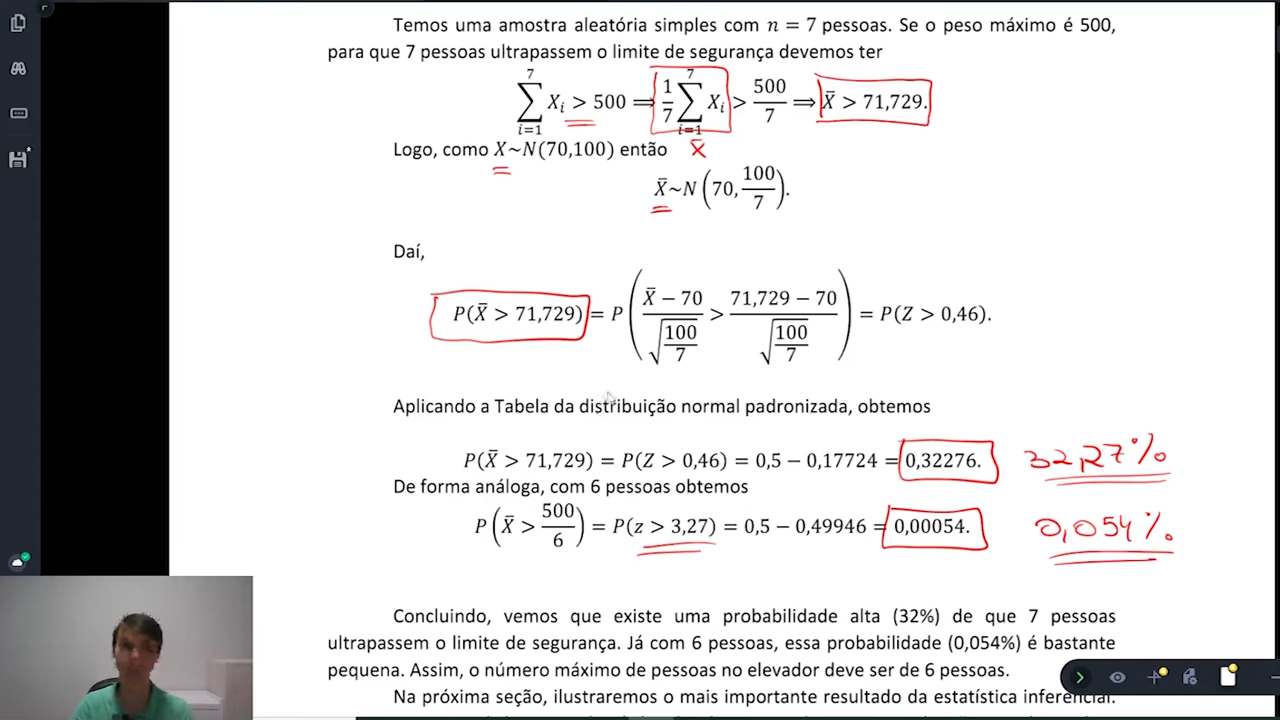 Temos uma amostra aleatória simples com n = 7 pessoas. Se o peso máximo é 500,
para que 7 pessoas ultrapassem o limite de segurança devemos ter
∑_{i=1}^{7} X_i > 500 ⟹ 1/7 ∑_{i=1}^{7} X_i > 500/7 ⟹ X̄ > 71,729.
Logo, como X~N(70,100) então X̄
X̄~N(70, 100/7).
Daí,
P(X̄ > 71,729) = P((X̄ − 70)/√(100/7) > (71,729 − 70)/√(100/7)) = P(Z > 0,46).
Aplicando a Tabela da distribuição normal padronizada, obtemos
P(X̄ > 71,729) = P(Z > 0,46) = 0,5 − 0,17724 = 0,32276. 32,27%
De forma análoga, com 6 pessoas obtemos
P(X̄ > 500/6) = P(z > 3,27) = 0,5 − 0,49946 = 0,00054. 0,054%.
Concluindo, vemos que existe uma probabilidade alta (32%) de que 7 pessoas
ultrapassem o limite de segurança. Já com 6 pessoas, essa probabilidade (0,054%) é bastante
pequena. Assim, o número máximo de pessoas no elevador deve ser de 6 pessoas.
Na próxima seção, ilustraremos o mais importante resultado da estatística inferencial.